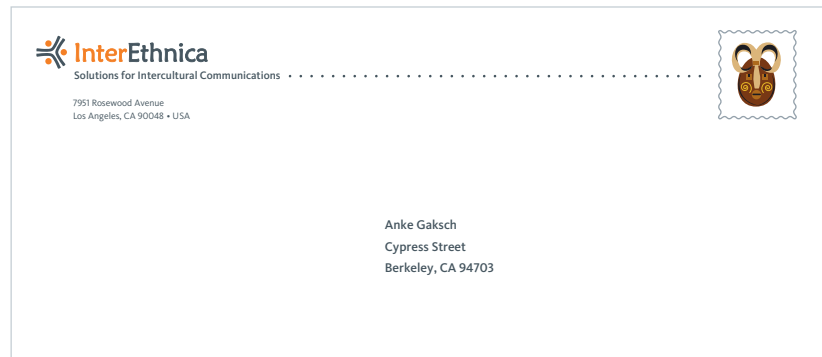 InterEthnica
Solutions for Intercultural Communications
7951 Rosewood Avenue
Los Angeles, CA 90048 • USA
Anke Gaksch
Cypress Street
Berkeley, CA 94703